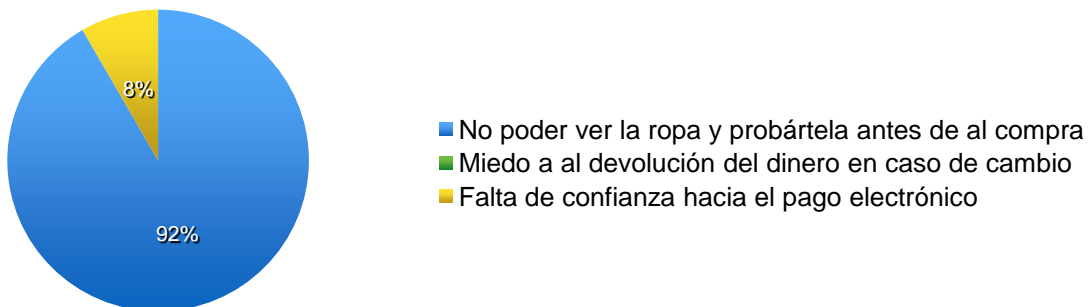 8%
92%
No poder ver la ropa y probártela antes de al compra
Miedo a al devolución del dinero en caso de cambio
Falta de confianza hacia el pago electrónico